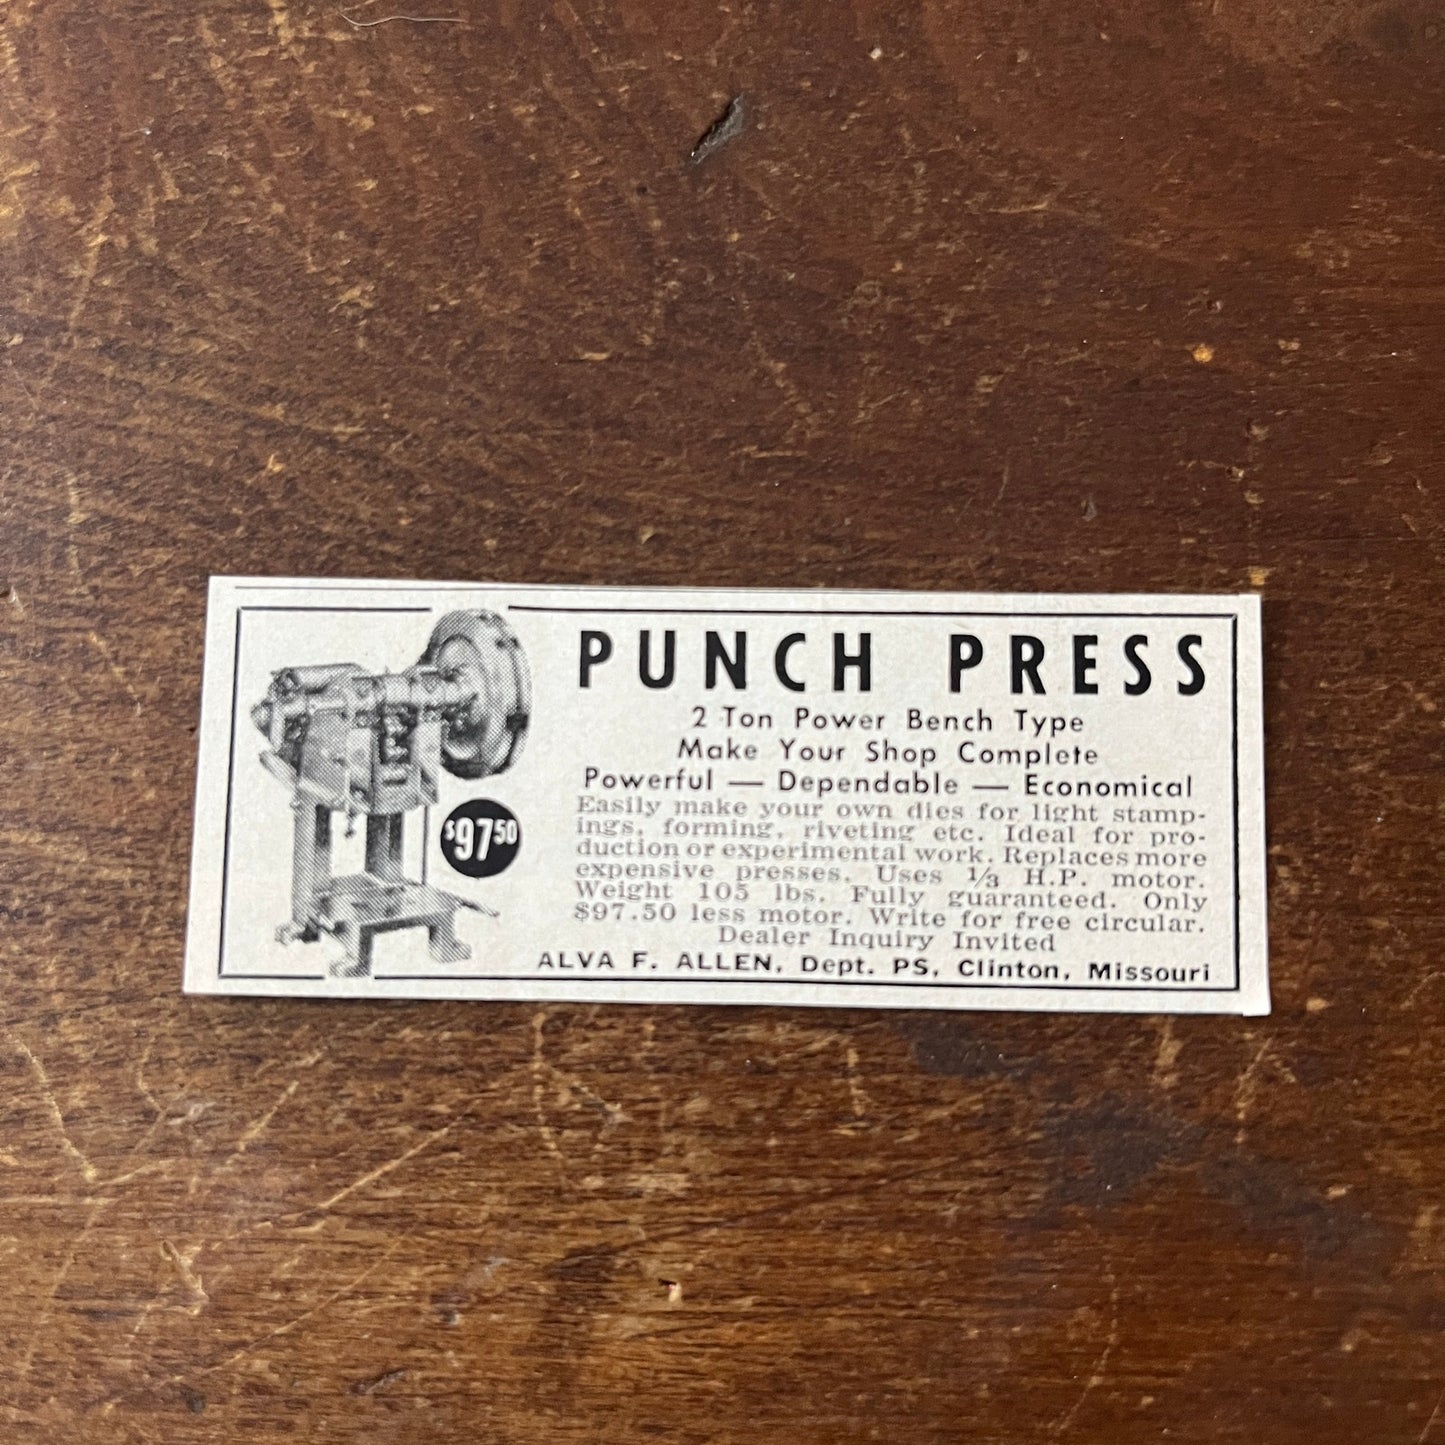 PUNCH PRESS
2 Ton Power Bench Type
Make Your Shop Complete
Powerful — Dependable — Economical
$97.50
Easily make your own dies for light stamp-
ings, forming, riveting etc. Ideal for pro-
duction or experimental work. Replaces more
expensive presses. Uses 1/3 H.P. motor.
Weight 105 lbs. Fully guaranteed. Only
$97.50 less motor. Write for free circular.
Dealer Inquiry Invited
ALVA F. ALLEN, Dept. PS, Clinton, Missouri